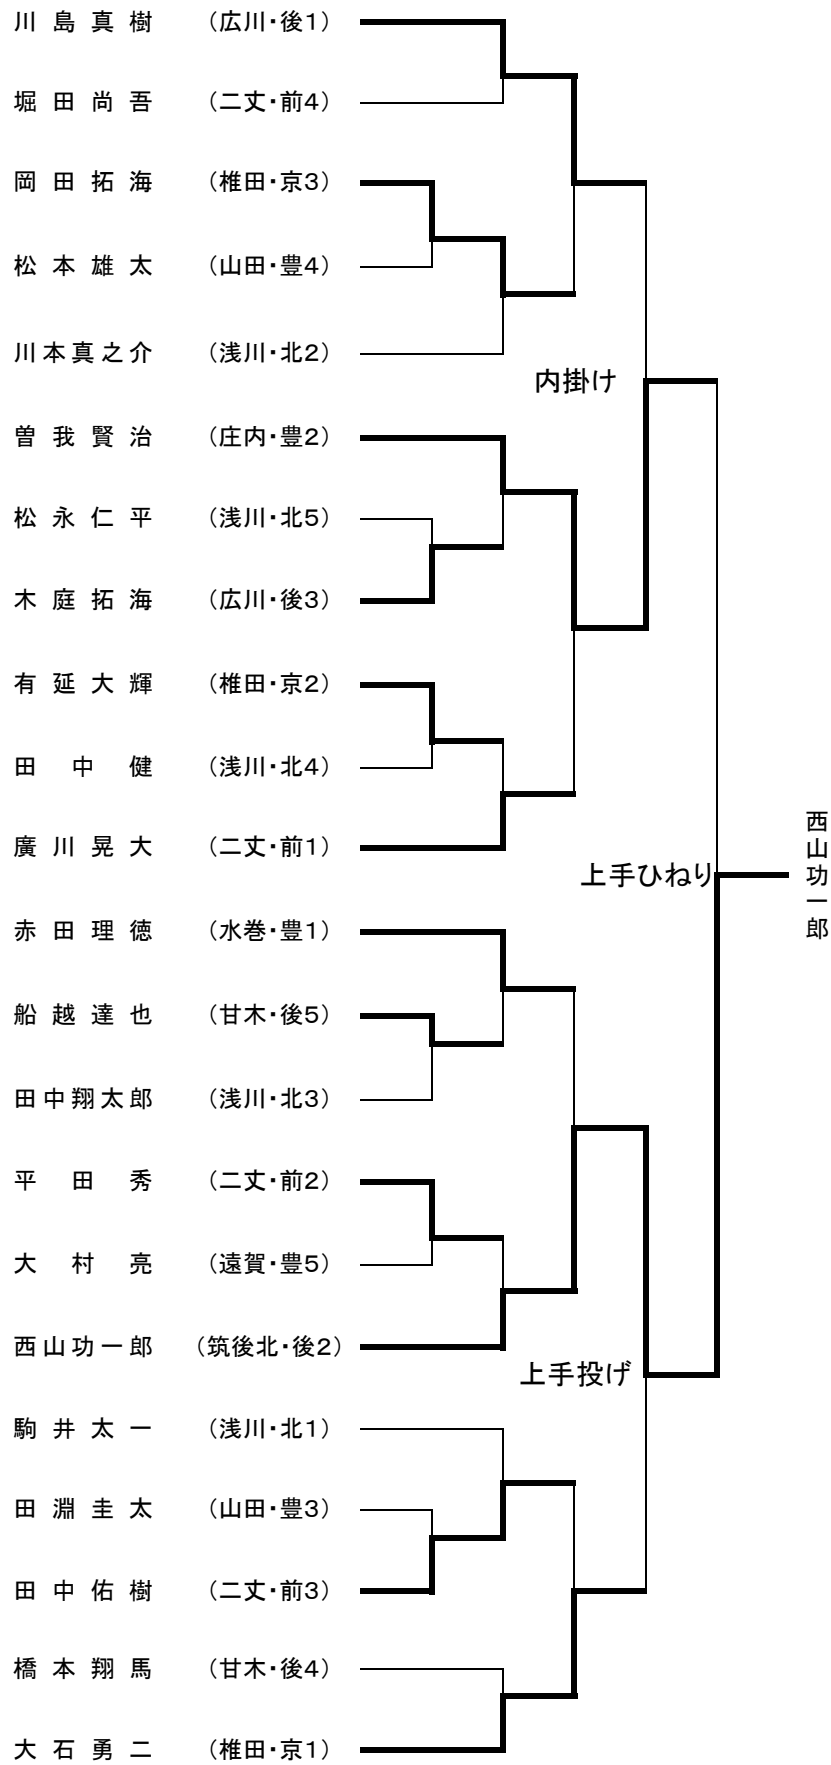 川島真樹 （広川・後1）
堀田尚吾 （二丈・前4）
岡田拓海 （椎田・京3）
松本雄太 （山田・豊4）
川本真之介 （浅川・北2）
内掛け
曽我賢治 （庄内・豊2）
松永仁平 （浅川・北5）
木庭拓海 （広川・後3）
有延大輝 （椎田・京2）
田中健 （浅川・北4）
廣川晃大 （二丈・前1）
上手ひねり
西山功一郎
赤田理徳 （水巻・豊1）
船越達也 （甘木・後5）
田中翔太郎 （浅川・北3）
平田秀 （二丈・前2）
大村亮 （遠賀・豊5）
西山功一郎 （筑後北・後2）
上手投げ
駒井太一 （浅川・北1）
田淵圭太 （山田・豊3）
田中佑樹 （二丈・前3）
橋本翔馬 （甘木・後4）
大石勇二 （椎田・京1）